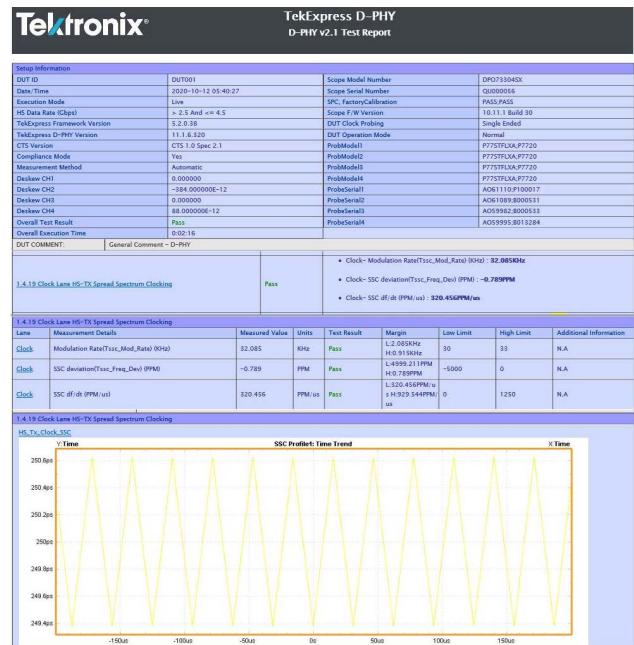 Tektronix®
TekExpress D-PHY
D-PHY v2.1 Test Report
Setup Information
DUT ID DUT001 Scope Model Number DPO73304SX
Date/Time 2020-10-12 05:40:27 Scope Serial Number QU000056
Execution Mode Live SPC, FactoryCalibration PASS;PASS
HS Data Rate (Gbps) > 2.5 And <= 4.5 Scope F/W Version 10.11.1 Build 30
TekExpress Framework Version 5.2.0.38 DUT Clock Probing Single Ended
TekExpress D-PHY Version 11.1.6.320 DUT Operation Mode Normal
CTS Version CTS 1.0 Spec 2.1 ProbModel1 P77STFLXA;P7720
Compliance Mode Yes ProbModel2 P77STFLXA;P7720
Measurement Method Automatic ProbModel3 P77STFLXA;P7720
Deskew CH1 0.000000 ProbModel4 P77STFLXA;P7720
Deskew CH2 -384.000000E-12 ProbeSerial1 AO61110;P100017
Deskew CH3 0.000000 ProbeSerial2 AO61089;B000531
Deskew CH4 88.000000E-12 ProbeSerial3 AO59982;B000533
Overall Test Result Pass ProbeSerial4 AO59995;B013284
Overall Execution Time 0:02:16
DUT COMMENT: General Comment - D-PHY
• Clock- Modulation Rate(Tssc_Mod_Rate) (KHz) : 32.085KHz
1.4.19 Clock Lane HS-TX Spread Spectrum Clocking Pass • Clock- SSC deviation(Tssc_Freq_Dev) (PPM) : -0.789PPM
• Clock- SSC df/dt (PPM/us) : 320.456PPM/us
1.4.19 Clock Lane HS-TX Spread Spectrum Clocking
Lane Measurement Details Measured Value Units Test Result Margin Low Limit High Limit Additional Information
Clock Modulation Rate(Tssc_Mod_Rate) (KHz) 32.085 KHz Pass L:2.085KHz H:0.915KHz 30 33 N.A
Clock SSC deviation(Tssc_Freq_Dev) (PPM) -0.789 PPM Pass L:4999.211PPM H:0.789PPM -5000 0 N.A
Clock SSC df/dt (PPM/us) 320.456 PPM/us Pass L:320.456PPM/us H:929.544PPM/us 0 1250 N.A
1.4.19 Clock Lane HS-TX Spread Spectrum Clocking
HS_Tx_Clock_SSC
Y:Time SSC Profile1: Time Trend X:Time
250.6ps
250.4ps
250.2ps
250ps
249.8ps
249.6ps
249.4ps
-150us -100us -50us 0s 50us 100us 150us